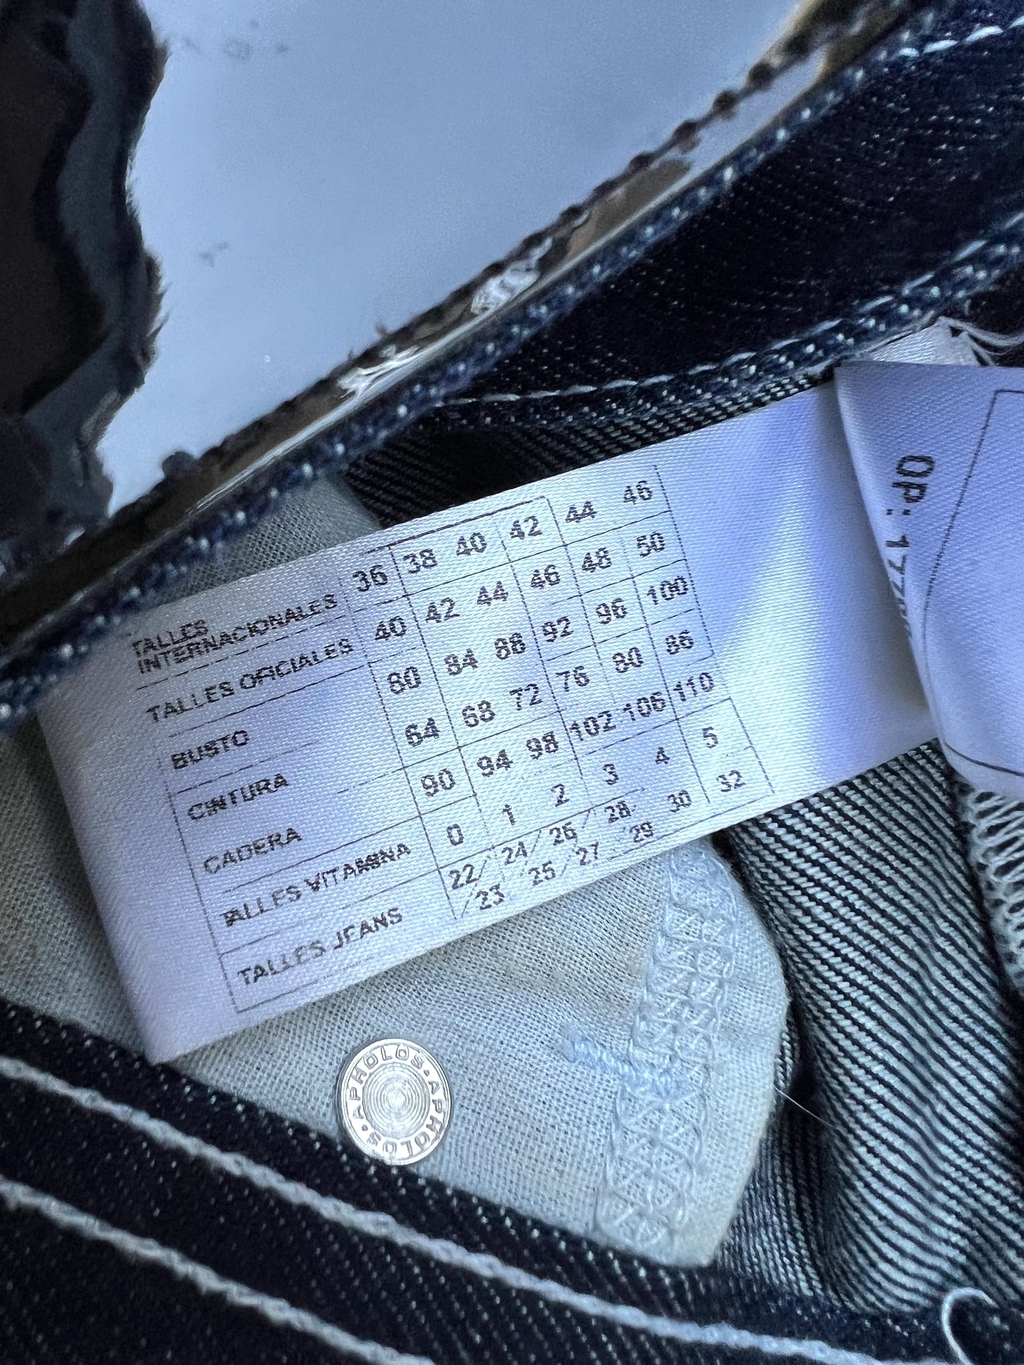 TALLES
INTERNACIONALES 36 38 40 42 44 46
TALLES OFICIALES 40 42 44 46 48 50
BUSTO 80 84 88 92 96 100
CINTURA 64 68 72 76 80 86
CADERA 90 94 98 102 106 110
TALLES VITAMINA 0 1 2 3 4 5
TALLES JEANS 22/ 24/ 26/ 28- 30 32
/23 25/ 27 29
OP: 177
APHOLOS • APHOLOS •